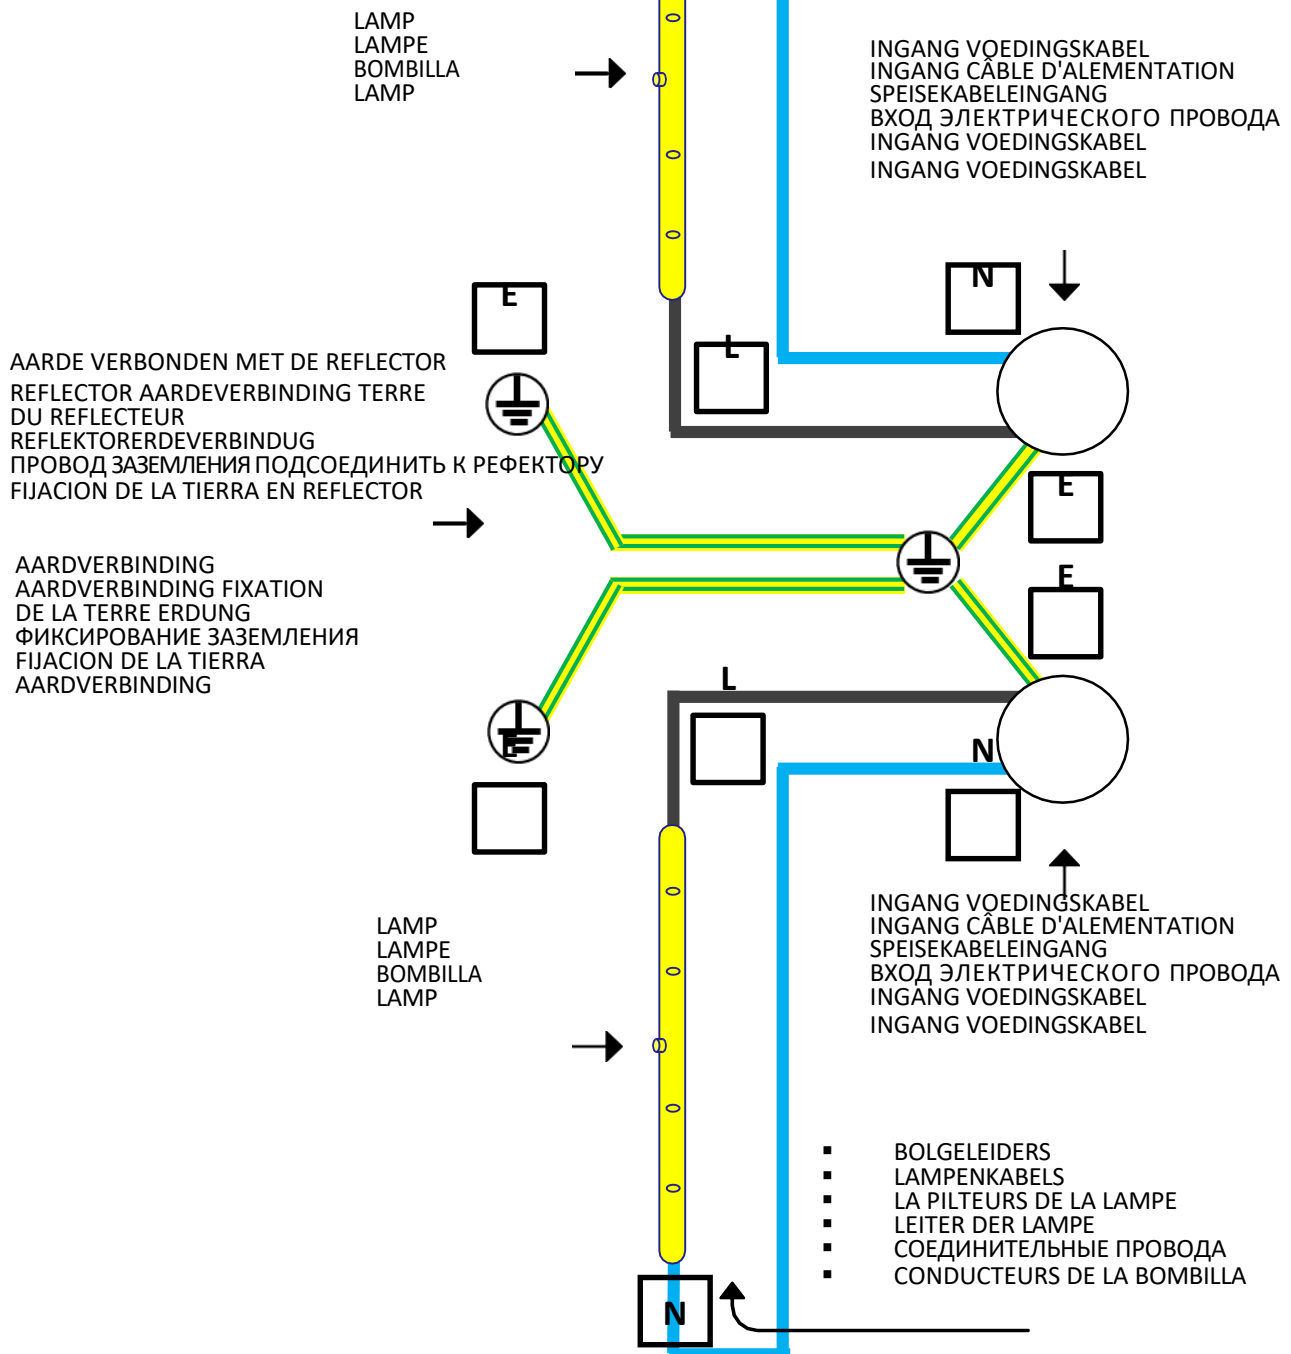 LAMP
LAMPE
BOMBILLA
LAMP
INGANG VOEDINGSKABEL
INGANG CÂBLE D'ALEMENTATION
SPEISEKABELEINGANG
ВХОД ЭЛЕКТРИЧЕСКОГО ПРОВОДА
INGANG VOEDINGSKABEL
INGANG VOEDINGSKABEL
N
E
L
AARDE VERBONDEN MET DE REFLECTOR
REFLECTOR AARDEVERBINDING TERRE
DU REFLECTEUR
REFLEKTORERDEVERBINDUG
ПРОВОД ЗАЗЕМЛЕНИЯ ПОДСОЕДИНИТЬ К РЕФЕКТОРУ
FIJACION DE LA TIERRA EN REFLECTOR
E
AARDVERBINDING
AARDVERBINDING FIXATION
DE LA TERRE ERDUNG
ФИКСИРОВАНИЕ ЗАЗЕМЛЕНИЯ
FIJACION DE LA TIERRA
AARDVERBINDING
E
L
E
N
LAMP
LAMPE
BOMBILLA
LAMP
INGANG VOEDINGSKABEL
INGANG CÂBLE D'ALEMENTATION
SPEISEKABELEINGANG
ВХОД ЭЛЕКТРИЧЕСКОГО ПРОВОДА
INGANG VOEDINGSKABEL
INGANG VOEDINGSKABEL
▪ BOLGELEIDERS
▪ LAMPENKABELS
▪ LA PILTEURS DE LA LAMPE
▪ LEITER DER LAMPE
▪ СОЕДИНИТЕЛЬНЫЕ ПРОВОДА
▪ CONDUCTEURS DE LA BOMBILLA
N